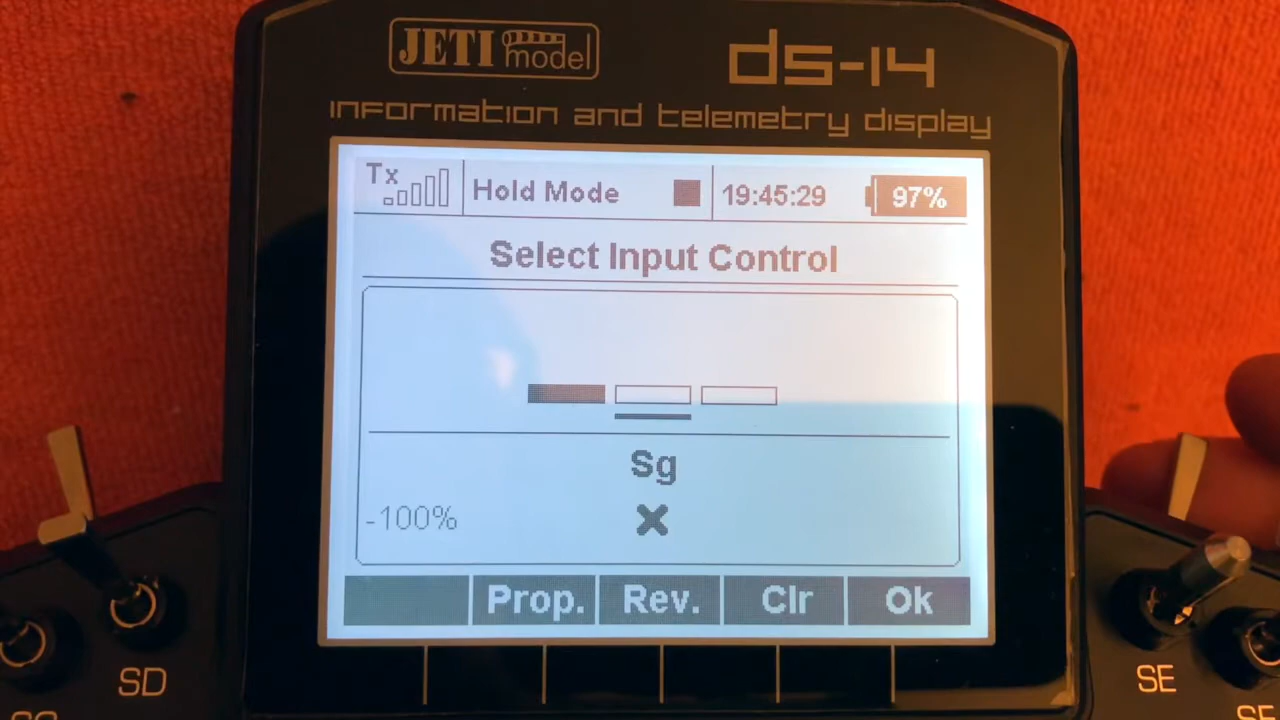 JETI model
ds-14
information and telemetry display
Tx Hold Mode 19:45:29 97%
Select Input Control
Sg
-100%
Prop. Rev. Clr Ok
SD
SE